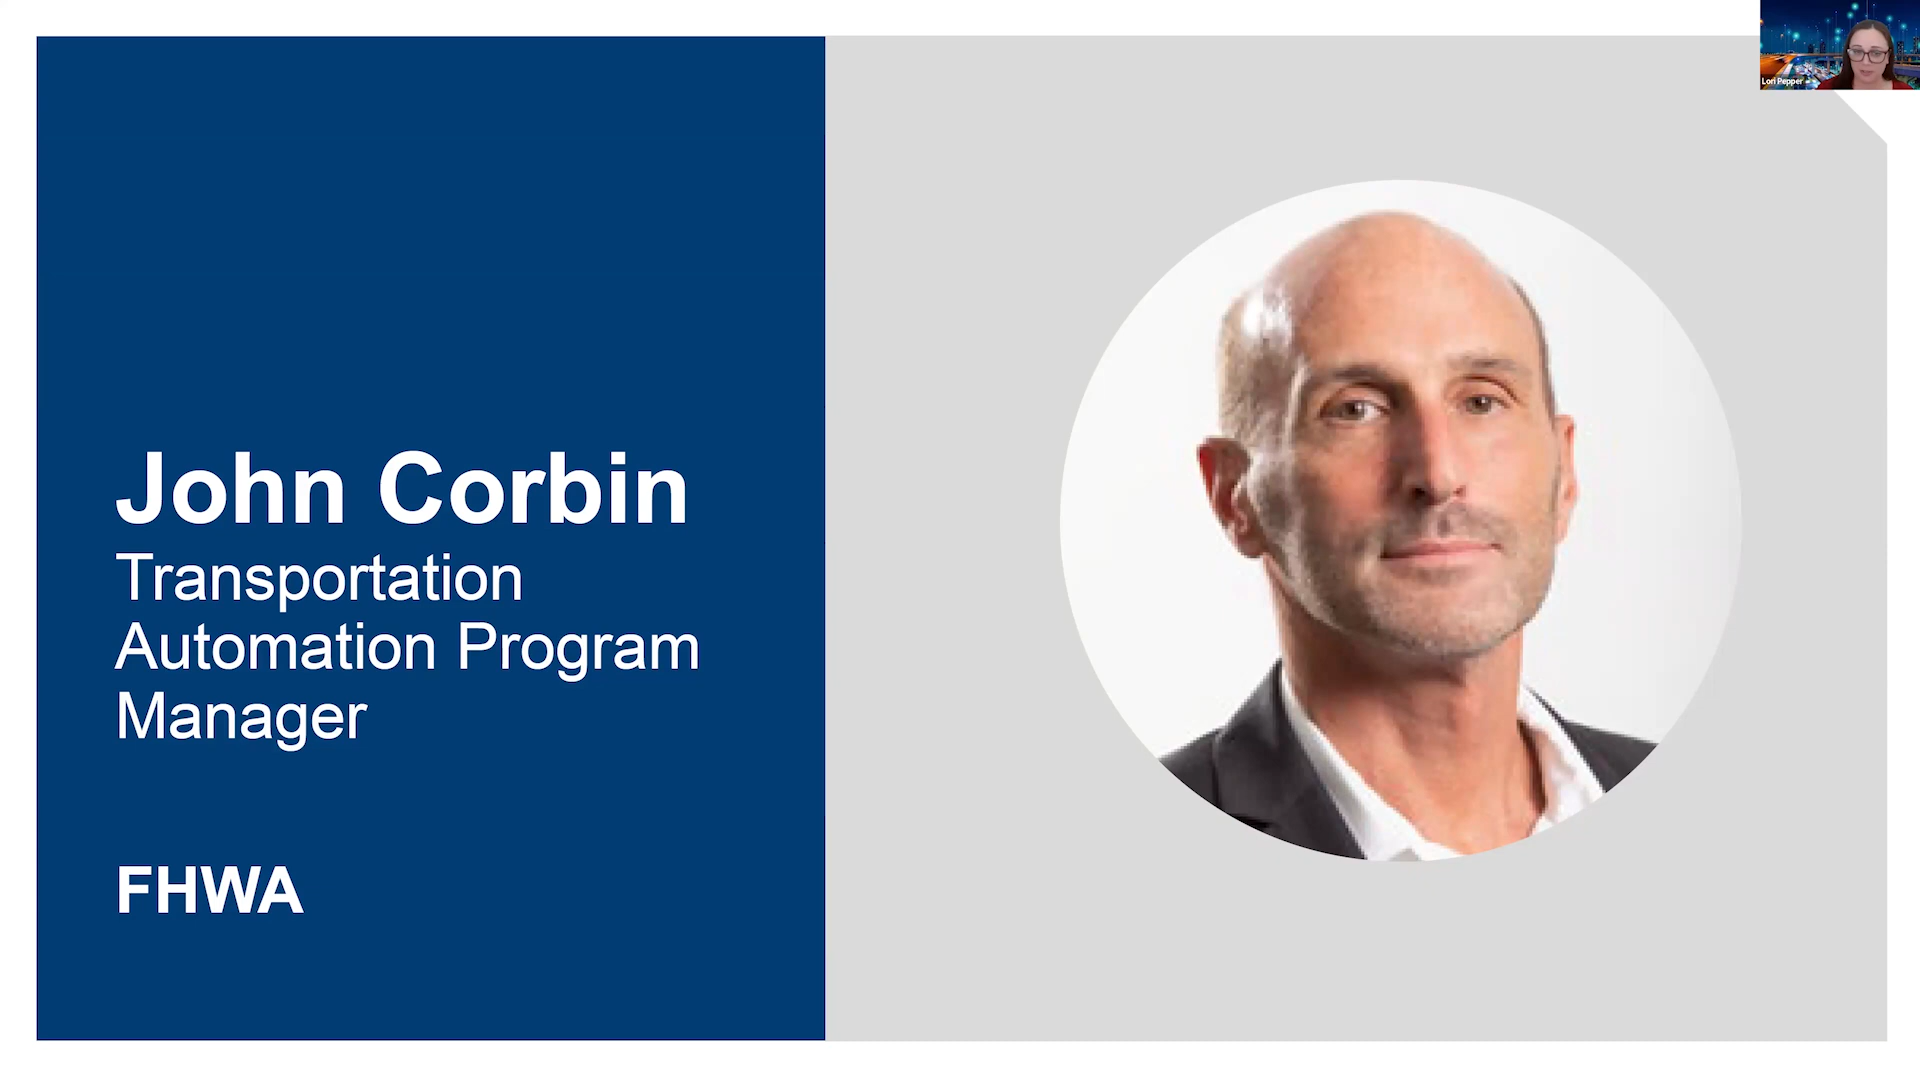 Lori Pepper
John Corbin
Transportation
Automation Program
Manager
FHWA